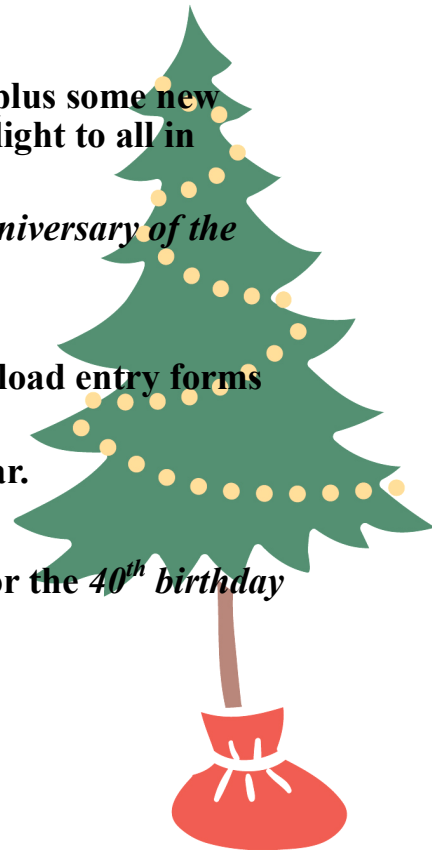 plus some new
light to all in
niversary of the
load entry forms
ar.
or the 40th birthday